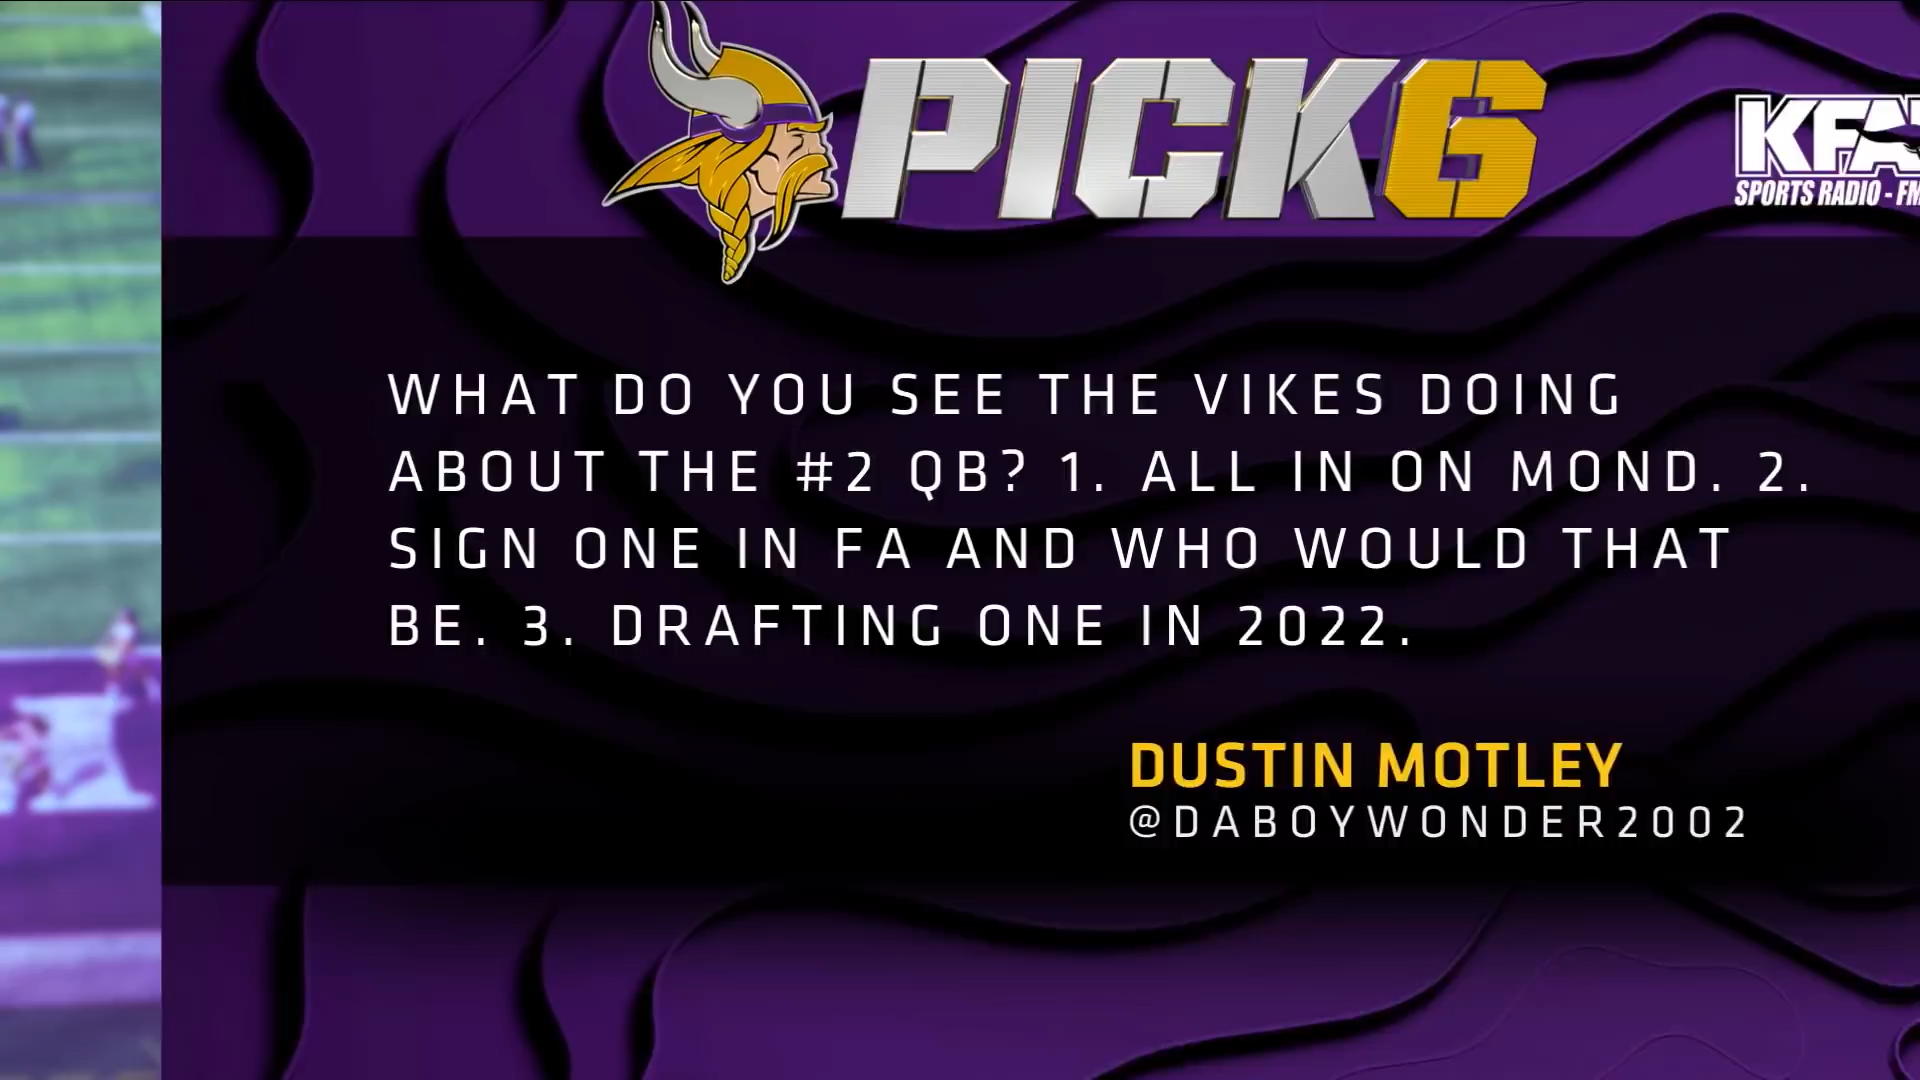 PICK6
SPORTS RADIO - FM
WHAT DO YOU SEE THE VIKES DOING
ABOUT THE #2 QB? 1. ALL IN ON MOND. 2.
SIGN ONE IN FA AND WHO WOULD THAT
BE. 3. DRAFTING ONE IN 2022.
DUSTIN MOTLEY
@DABOYWONDER2002